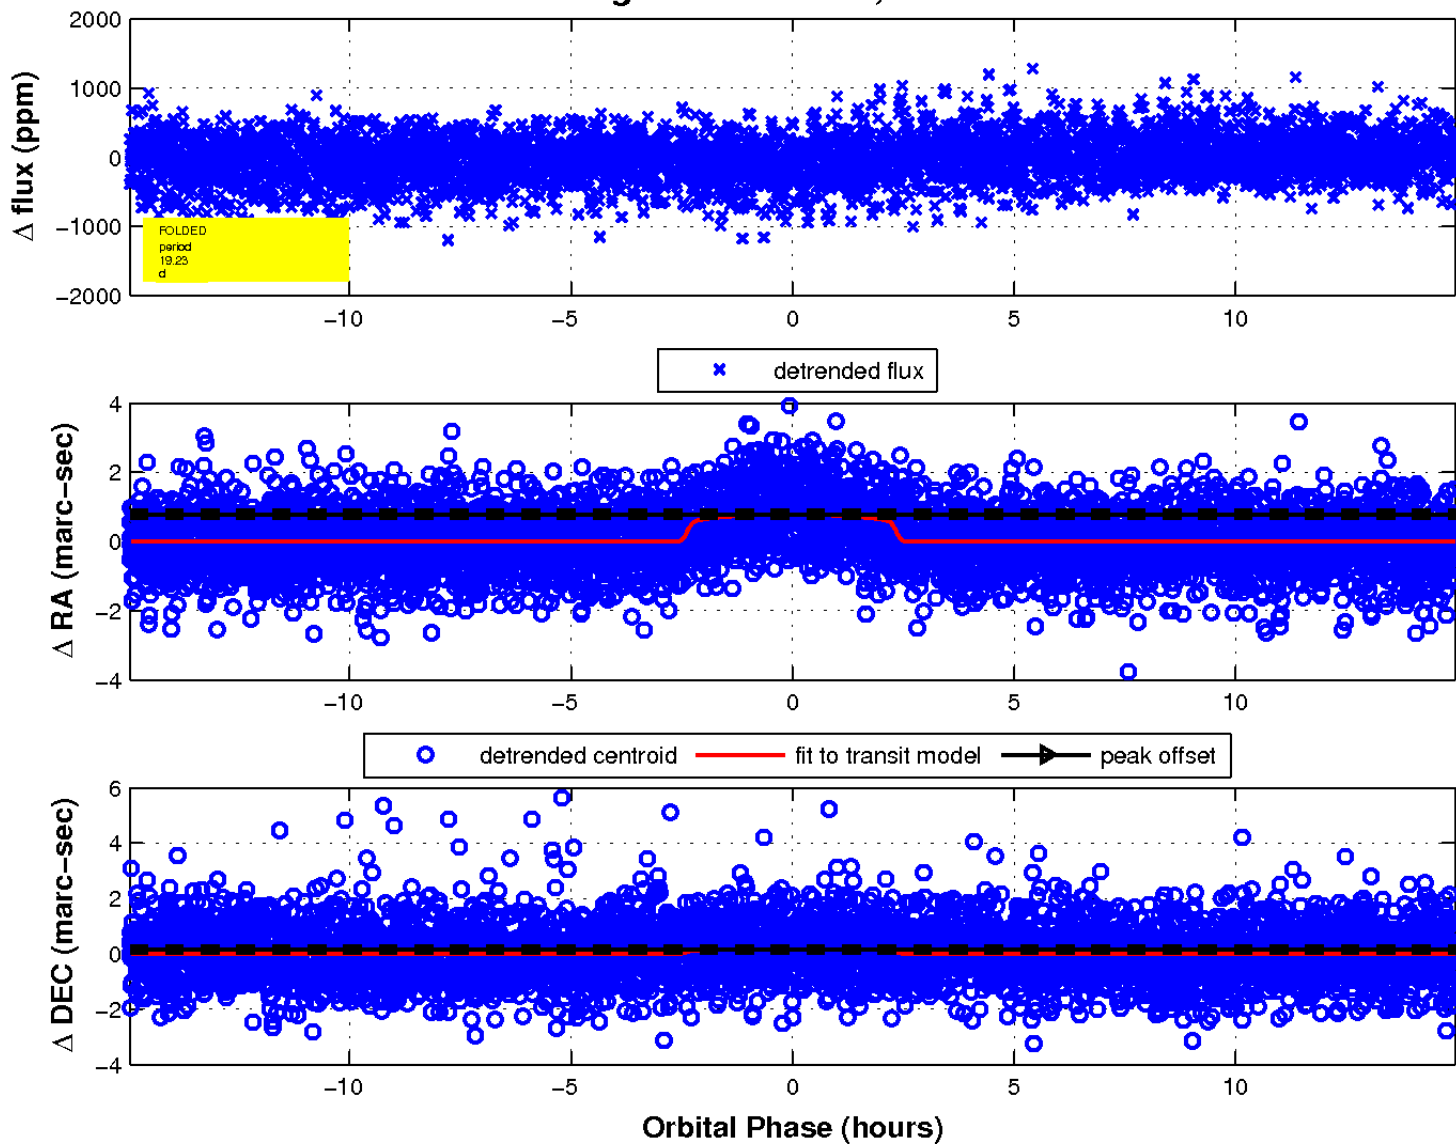 2000
1000
0
−1000
−2000
Δ flux (ppm)
FOLDED
period
19.23
d
−10 −5 0 5 10
detrended flux
4
2
0
−2
−4
Δ RA (marc−sec)
−10 −5 0 5 10
detrended centroid fit to transit model peak offset
6
4
2
0
−2
−4
Δ DEC (marc−sec)
−10 −5 0 5 10
Orbital Phase (hours)